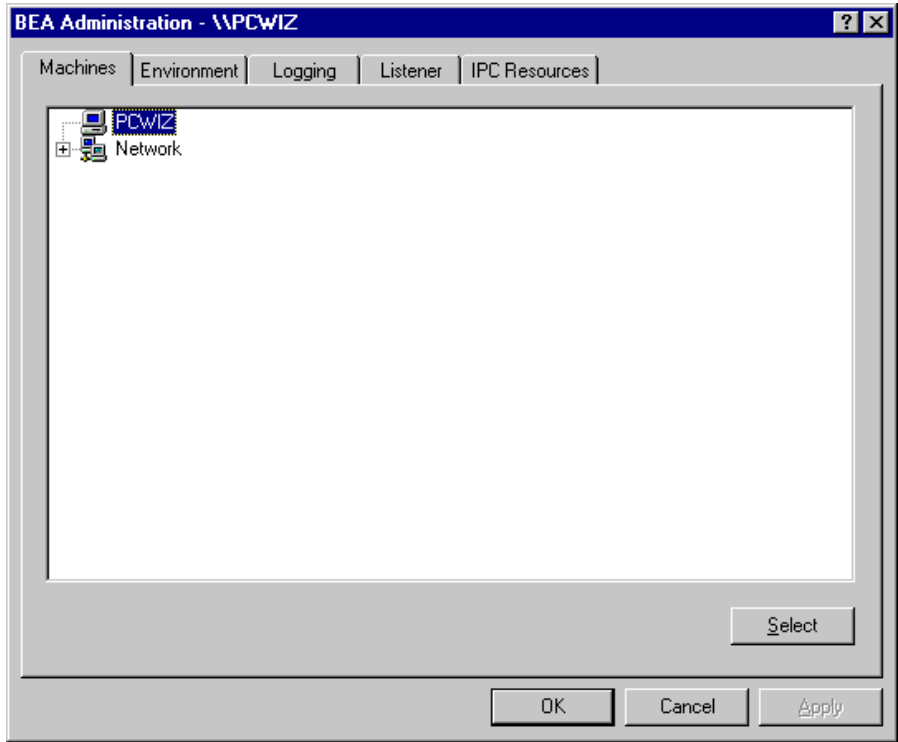 BEA Administration - \\PCWIZ ? ×
Machines Environment Logging Listener IPC Resources
PCWIZ
Network
Select
OK Cancel Apply